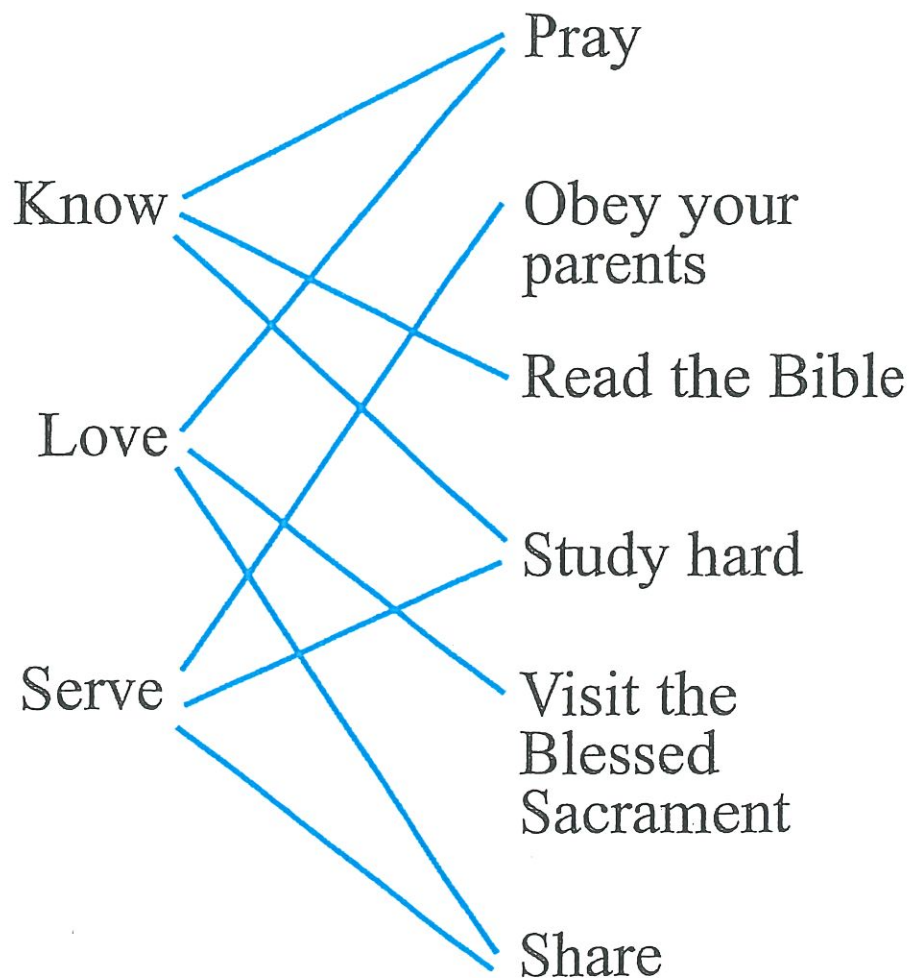 Pray
Know
Obey your
parents
Read the Bible
Love
Study hard
Serve
Visit the
Blessed
Sacrament
Share